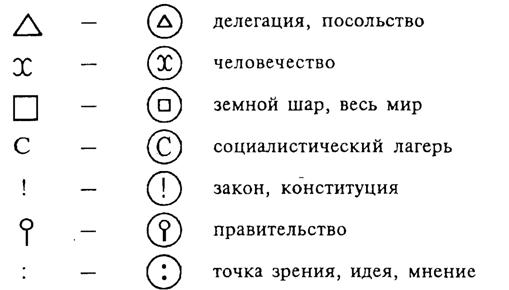 △ — делегация, посольство
x — x человечество
□ — земной шар, весь мир
С — С социалистический лагерь
! — ! закон, конституция
— правительство
: — : точка зрения, идея, мнение